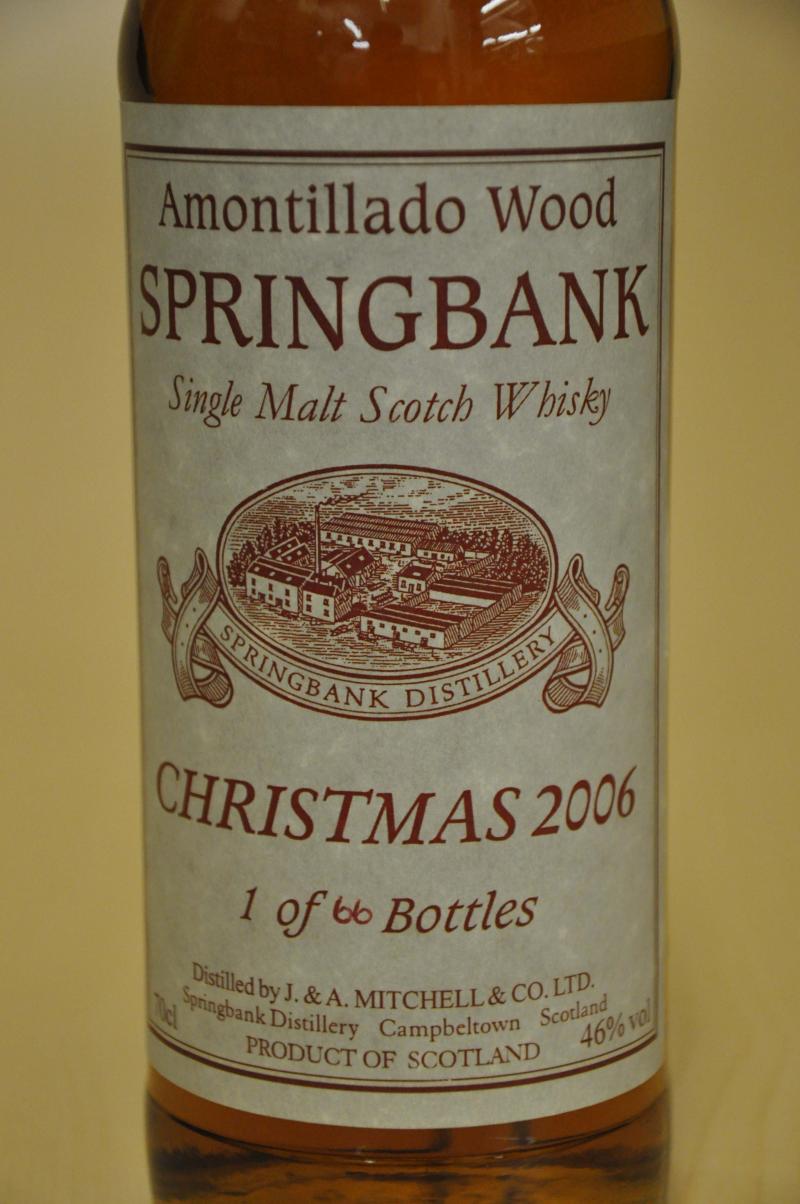 Amontillado Wood
SPRINGBANK
Single Malt Scotch Whisky
SPRINGBANK DISTILLERY
CHRISTMAS 2006
1 of 66 Bottles
Distilled by J. & A. MITCHELL & CO. LTD.
Springbank Distillery Campbeltown Scotland
70cl PRODUCT OF SCOTLAND 46% vol